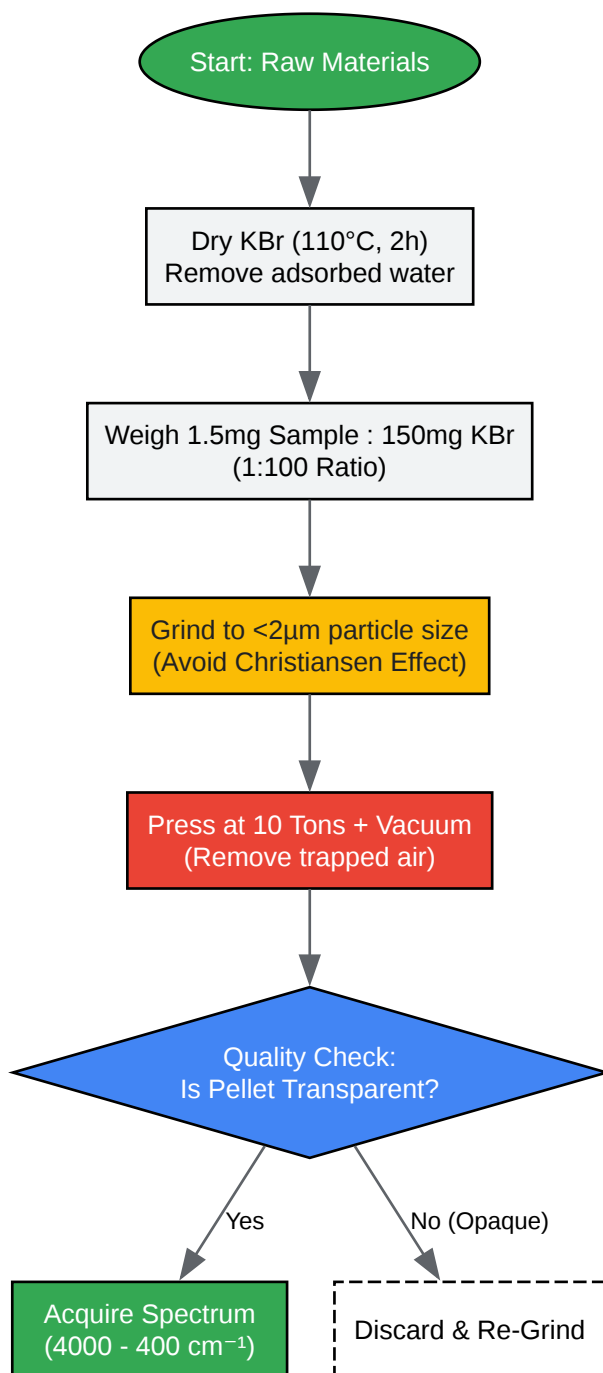 Start: Raw Materials
Dry KBr (110°C, 2h)
Remove adsorbed water
Weigh 1.5mg Sample : 150mg KBr
(1:100 Ratio)
Grind to <2µm particle size
(Avoid Christiansen Effect)
Press at 10 Tons + Vacuum
(Remove trapped air)
Quality Check:
Is Pellet Transparent?
Yes
No (Opaque)
Acquire Spectrum
(4000 - 400 cm⁻¹)
Discard & Re-Grind